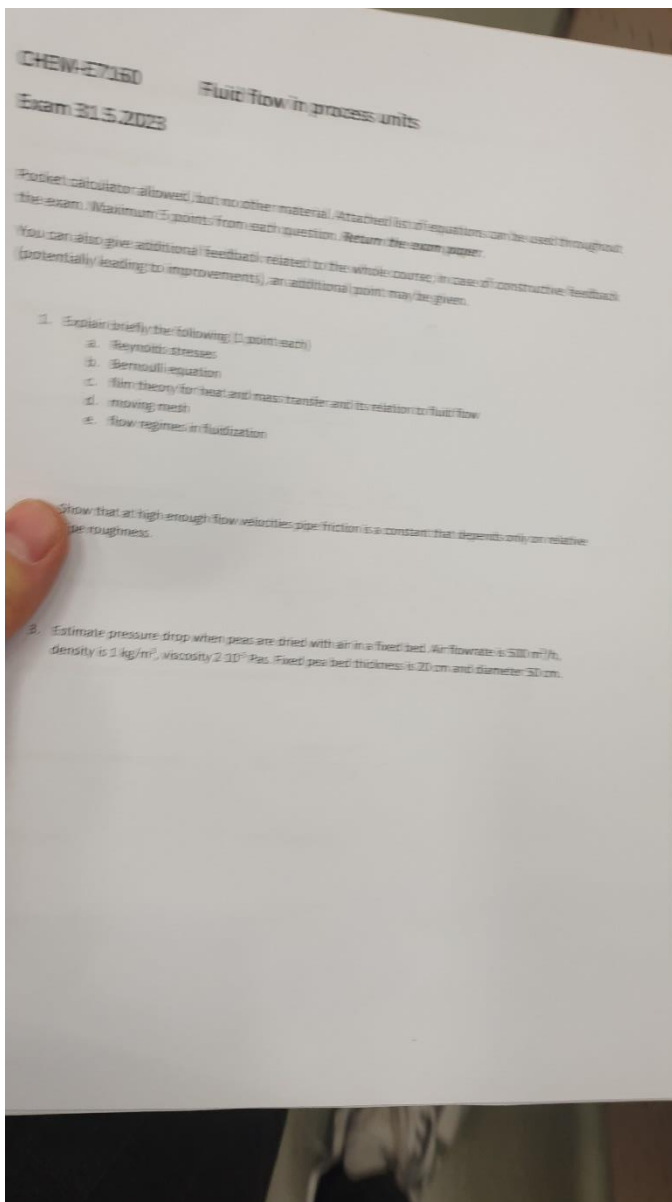 CHEM-E7160 Fluid flow in process units
Exam 31.5.2023
Pocket calculator allowed, but no other material. Attached list of equations can be used throughout
the exam. Maximum 5 points from each question. Return the exam paper.
You can also give additional feedback related to the whole course, in case of constructive feedback
(potentially leading to improvements), an additional point may be given.
1. Explain briefly the following (1 point each)
a. Reynolds stresses
b. Bernoulli equation
c. film theory for heat and mass transfer and its relation to fluid flow
d. moving mesh
e. flow regimes in fluidization
Show that at high enough flow velocities pipe friction is a constant that depends only on relative
pe roughness.
3. Estimate pressure drop when peas are dried with air in a fixed bed. Air flowrate is m³/h,
density is 1 kg/m³, viscosity Pas. Fixed pea bed thickness is 20 cm and diameter 50 cm.